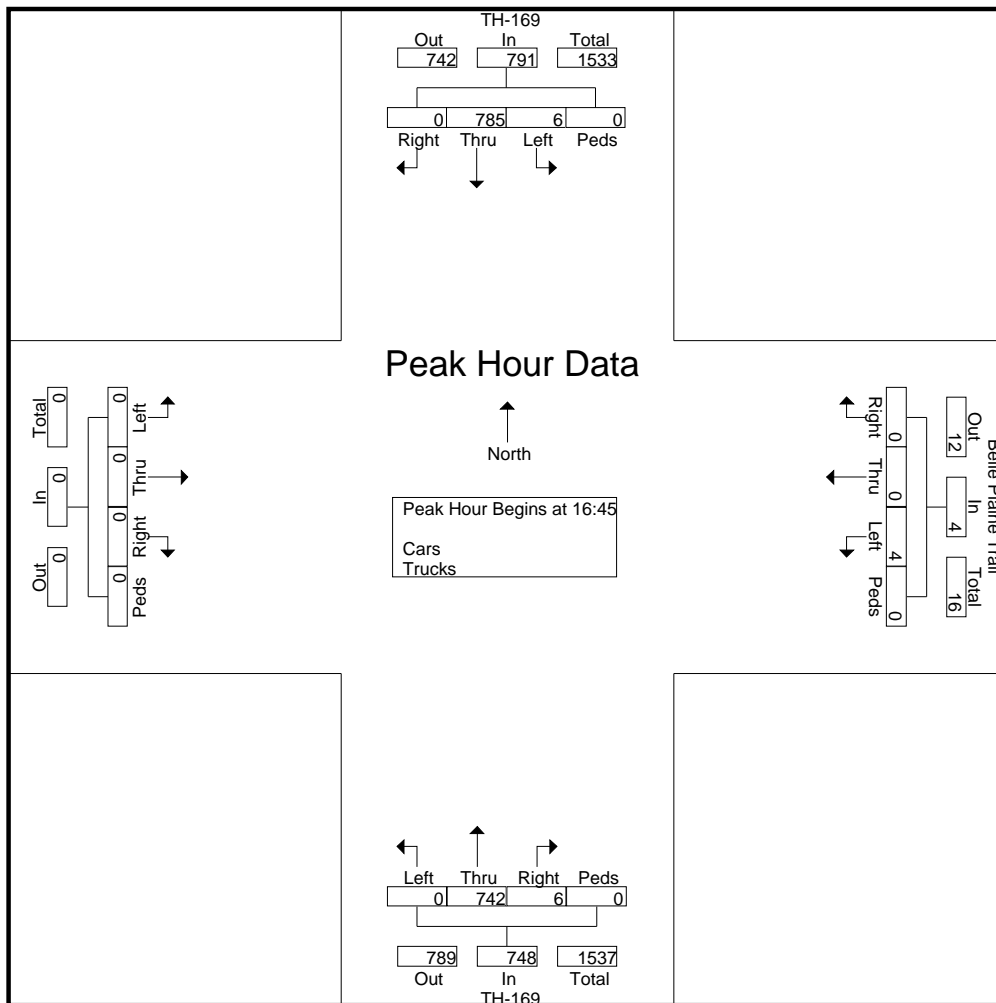 TH-169
Out In Total
742 791 1533
0 785 6 0
Right Thru Left Peds
Peak Hour Data
North
Peak Hour Begins at 16:45
Cars
Trucks
Total In Out
0 0 0
0 0 0 0
Left Thru Right Peds
Right Thru Left Peds
0 0 4 0
12 4 16
Out In Total
Belle Plaine Trail
Left Thru Right Peds
0 742 6 0
789 748 1537
Out In Total
TH-169